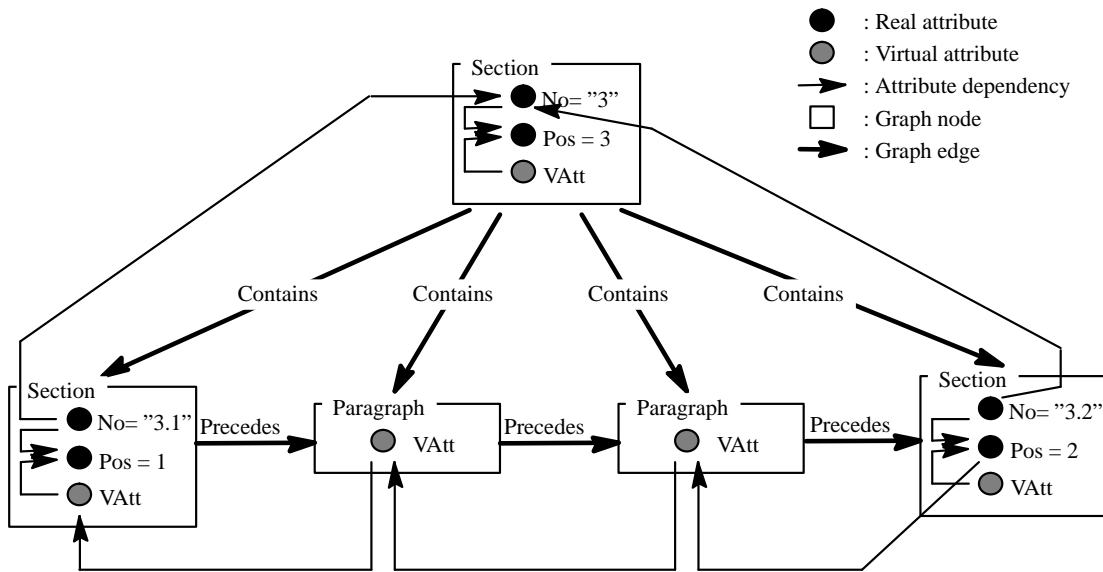 : Real attribute
: Virtual attribute
: Attribute dependency
: Graph node
: Graph edge
Section
No= ”3”
Pos = 3
VAtt
Contains
Contains
Contains
Contains
Section
No= ”3.1”
Pos = 1
VAtt
Precedes
Paragraph
VAtt
Precedes
Paragraph
VAtt
Precedes
Section
No= ”3.2”
Pos = 2
VAtt